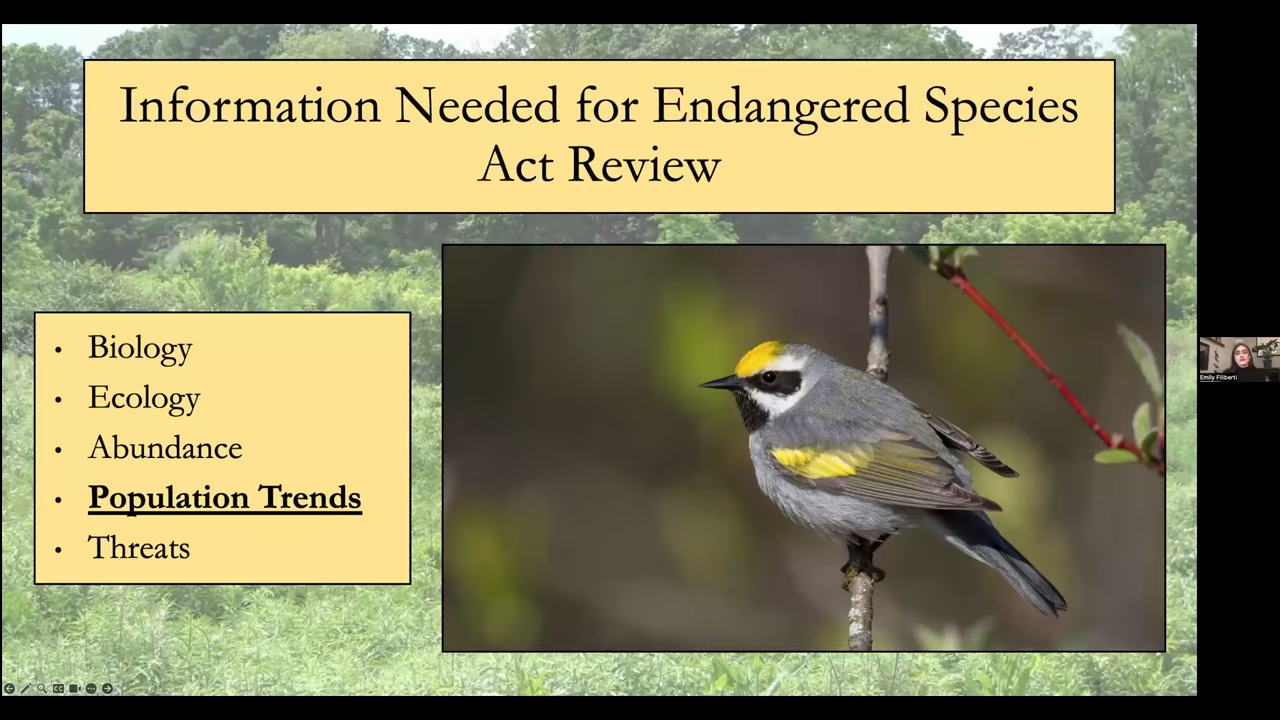 Information Needed for Endangered Species
Act Review
• Biology
• Ecology
• Abundance
• Population Trends
• Threats
Emily Filiberti